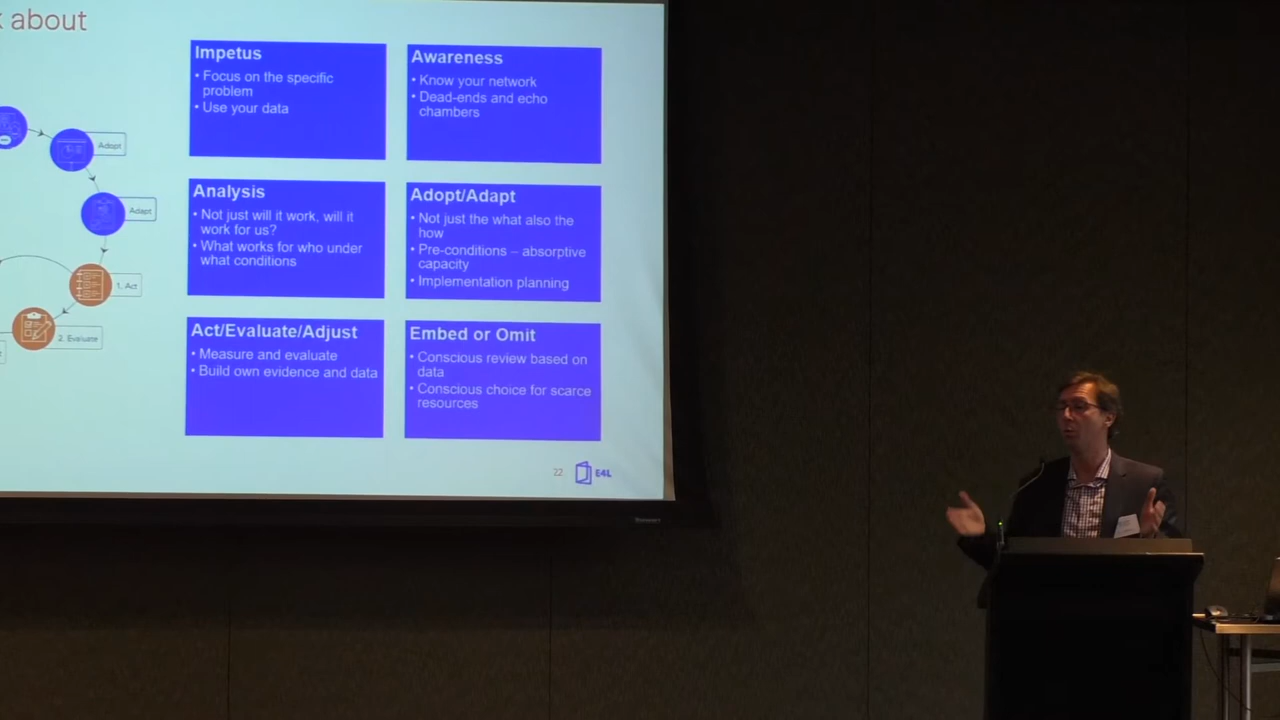 about
Impetus
• Focus on the specific
problem
• Use your data
Awareness
• Know your network
• Dead-ends and echo
chambers
Adopt
Adapt
1. Act
2. Evaluate
Analysis
• Not just will it work, will it
work for us?
• What works for who under
what conditions
Adopt/Adapt
• Not just the what also the
how
• Pre-conditions – absorptive
capacity
• Implementation planning
Act/Evaluate/Adjust
• Measure and evaluate
• Build own evidence and data
Embed or Omit
• Conscious review based on
data
• Conscious choice for scarce
resources
22
E4L